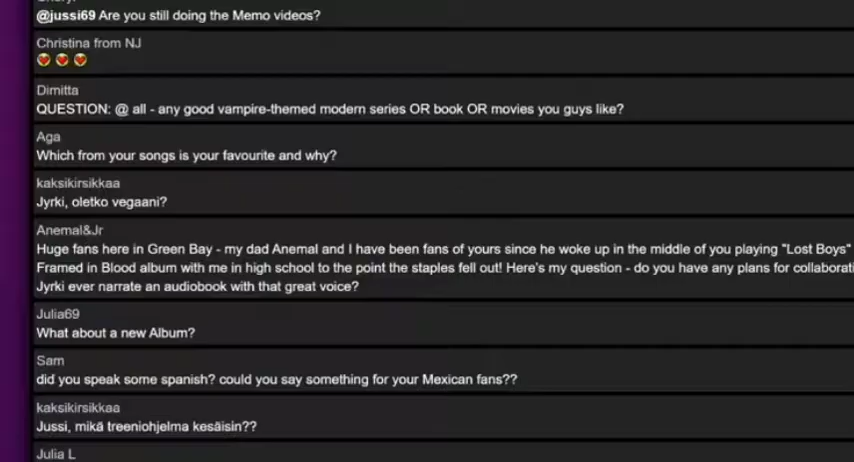 @jussi69 Are you still doing the Memo videos?
Christina from NJ
Dimitta
QUESTION: @ all - any good vampire-themed modern series OR book OR movies you guys like?
Aga
Which from your songs is your favourite and why?
kaksikirsikkaa
Jyrki, oletko vegaani?
Anemal&Jr
Huge fans here in Green Bay - my dad Anemal and I have been fans of yours since he woke up in the middle of you playing "Lost Boys"
Framed in Blood album with me in high school to the point the staples fell out! Here's my question - do you have any plans for collaborati
Jyrki ever narrate an audiobook with that great voice?
Julia69
What about a new Album?
Sam
did you speak some spanish? could you say something for your Mexican fans??
kaksikirsikkaa
Jussi, mikä treeniohjelma kesäisin??
Julia L